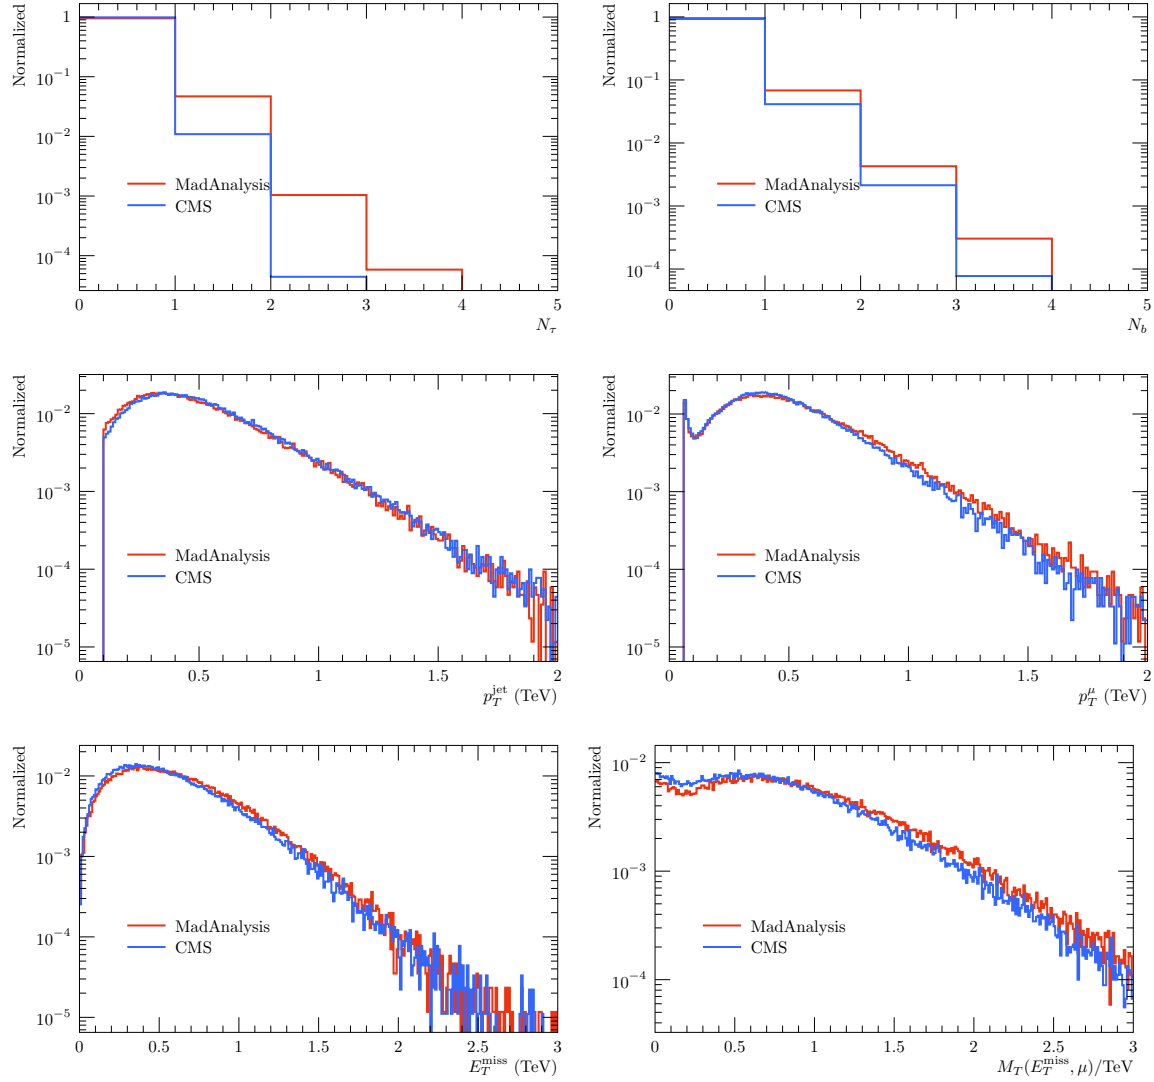 Normalized
1
10⁻¹
10⁻²
10⁻³
10⁻⁴
MadAnalysis
CMS
0 1 2 3 4 5
N_τ
Normalized
1
10⁻¹
10⁻²
10⁻³
10⁻⁴
MadAnalysis
CMS
0 1 2 3 4 5
N_b
Normalized
10⁻²
10⁻³
10⁻⁴
10⁻⁵
MadAnalysis
CMS
0 0.5 1 1.5 2
p_T^jet (TeV)
Normalized
10⁻²
10⁻³
10⁻⁴
10⁻⁵
MadAnalysis
CMS
0 0.5 1 1.5 2
p_T^μ (TeV)
Normalized
10⁻²
10⁻³
10⁻⁴
10⁻⁵
MadAnalysis
CMS
0 0.5 1 1.5 2 2.5 3
E_T^miss (TeV)
Normalized
10⁻²
10⁻³
10⁻⁴
MadAnalysis
CMS
0 0.5 1 1.5 2 2.5 3
M_T(E_T^miss, μ)/TeV